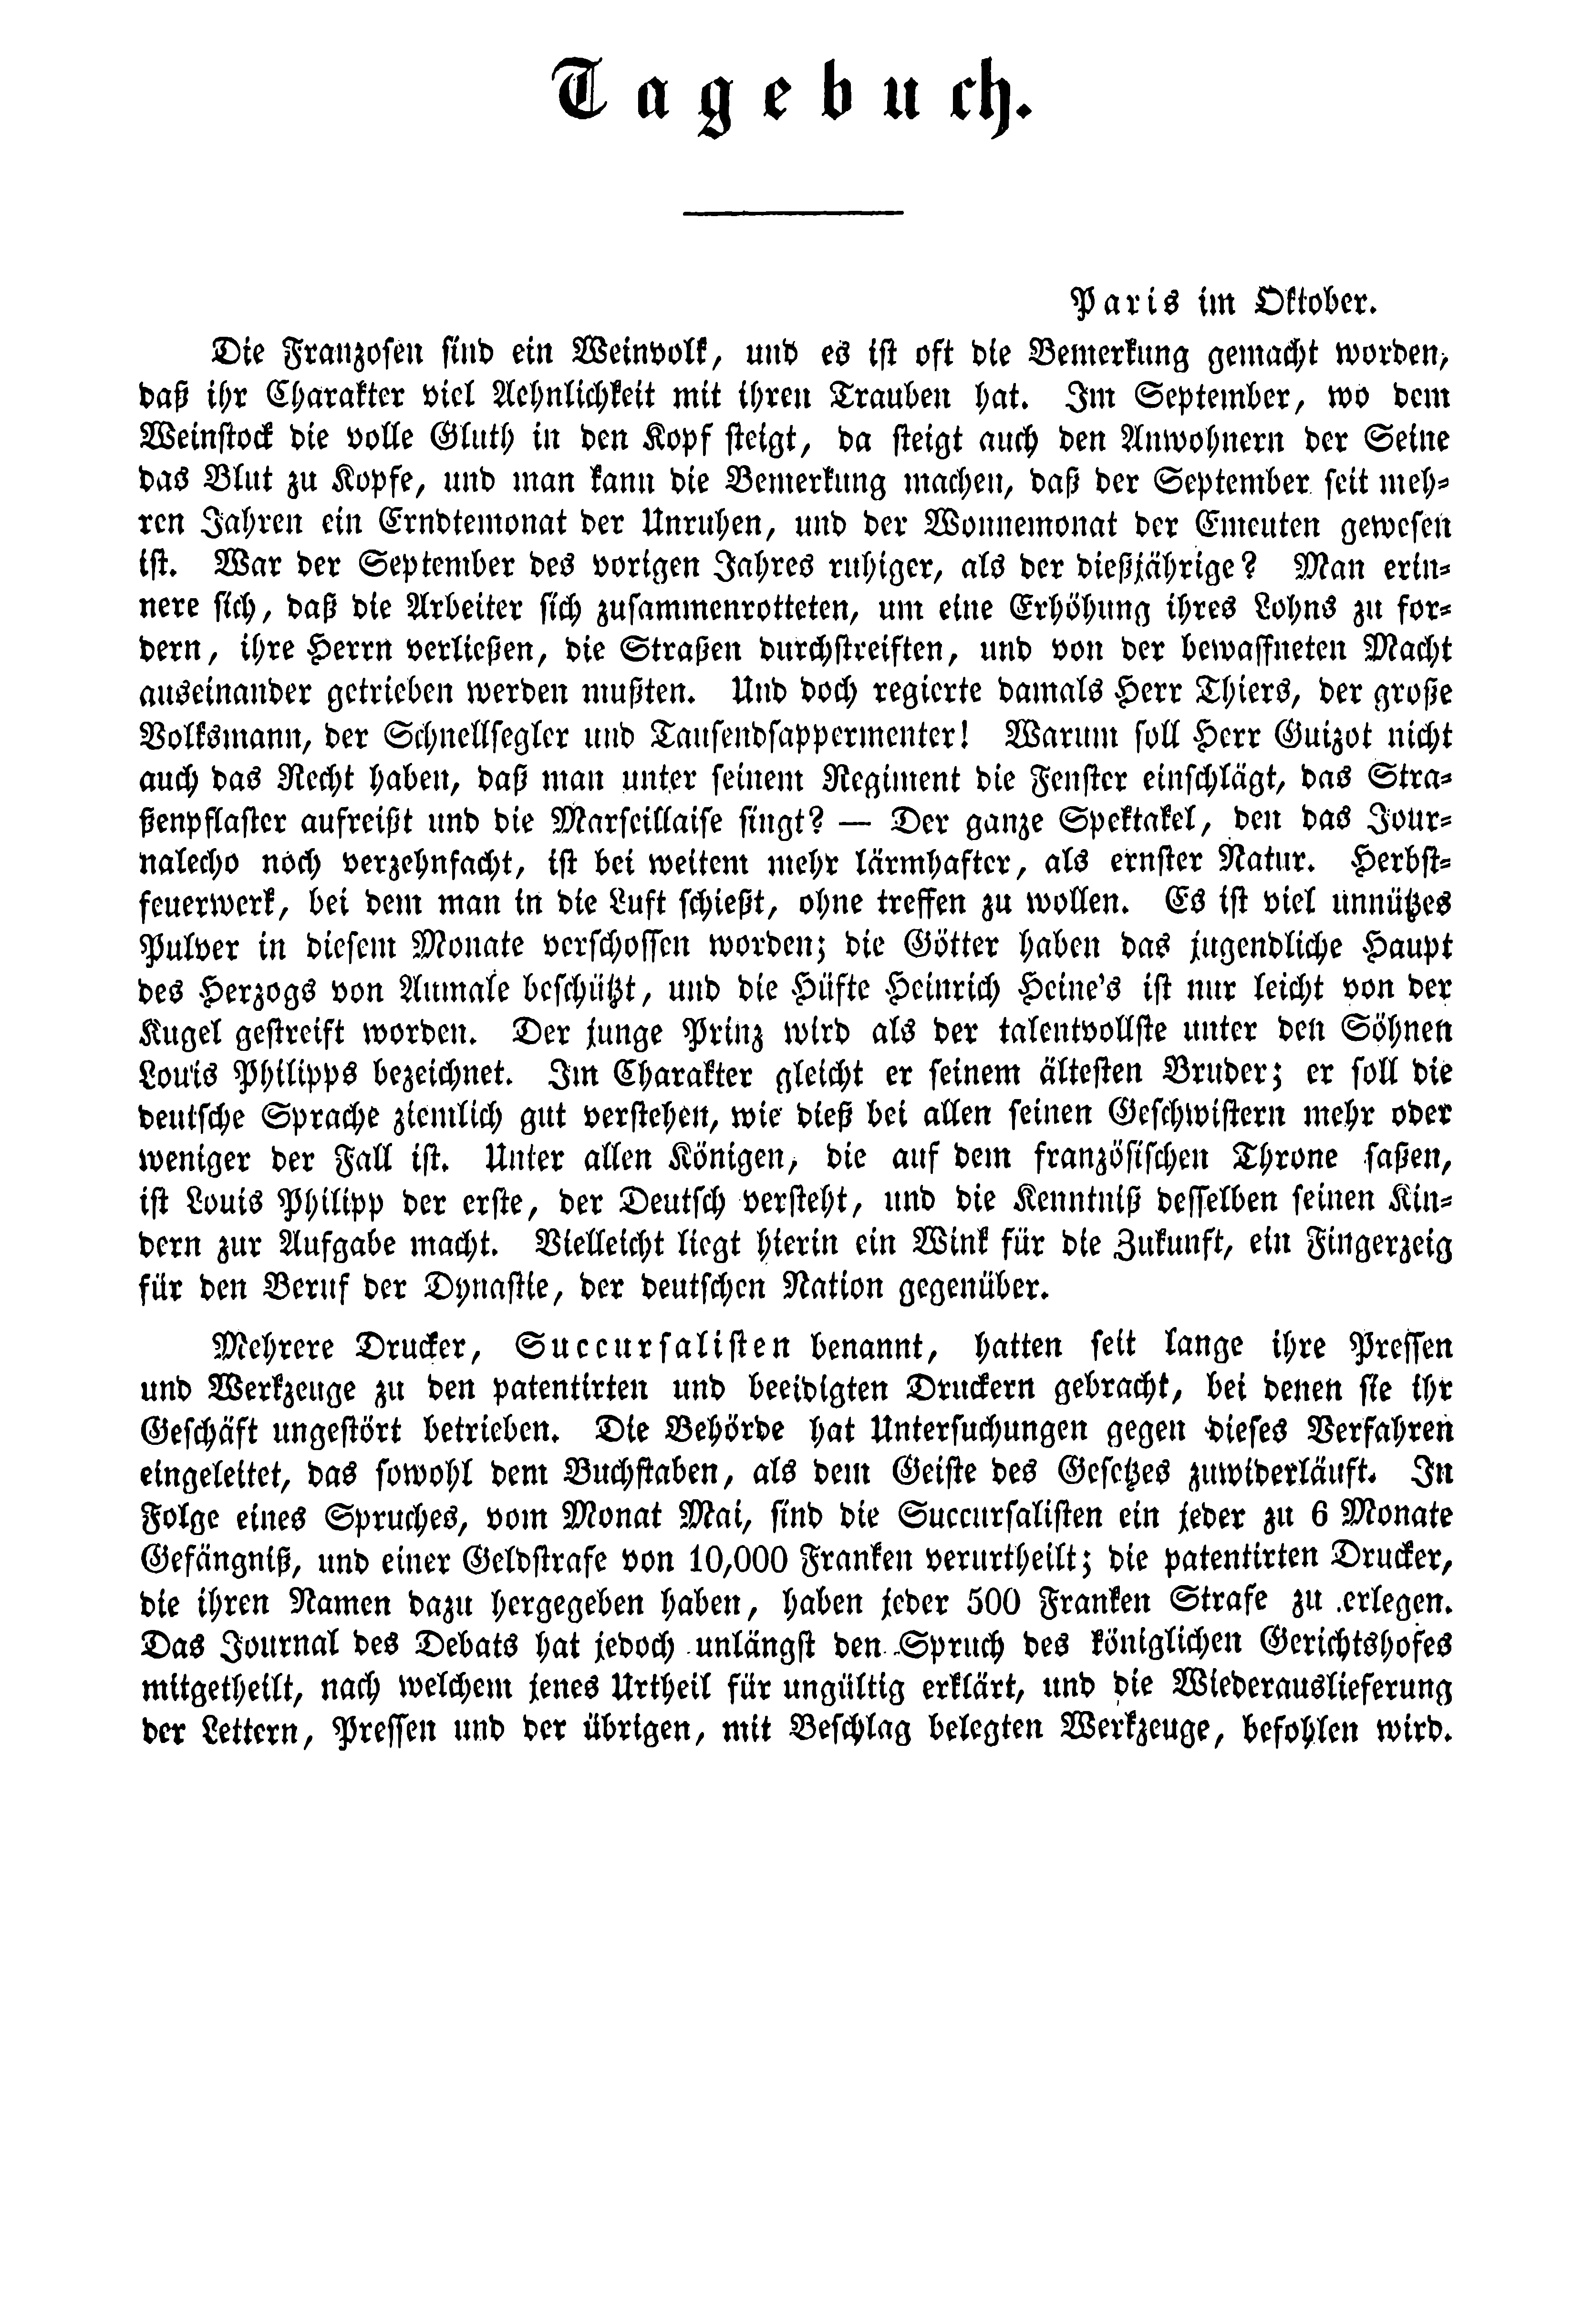 Tagebuch.
Paris im Oktober.
Die Franzosen sind ein Weinvolk, und es ist oft die Bemerkung gemacht worden,
daß ihr Charakter viel Aehnlichkeit mit ihren Trauben hat. Im September, wo dem
Weinstock die volle Gluth in den Kopf steigt, da steigt auch den Anwohnern der Seine
das Blut zu Kopfe, und man kann die Bemerkung machen, daß der September seit meh-
ren Jahren ein Erndtemonat der Unruhen, und der Wonnemonat der Emeuten gewesen
ist. War der September des vorigen Jahres ruhiger, als der dießjährige? Man erin-
nere sich, daß die Arbeiter sich zusammenrotteten, um eine Erhöhung ihres Lohns zu for-
dern, ihre Herrn verließen, die Straßen durchstreiften, und von der bewaffneten Macht
auseinander getrieben werden mußten. Und doch regierte damals Herr Thiers, der große
Volksmann, der Schnellsegler und Tausendsappermenter! Warum soll Herr Guizot nicht
auch das Recht haben, daß man unter seinem Regiment die Fenster einschlägt, das Stra-
ßenpflaster aufreißt und die Marseillaise singt? — Der ganze Spektakel, den das Jour-
nalecho noch verzehnfacht, ist bei weitem mehr lärmhafter, als ernster Natur. Herbst-
feuerwerk, bei dem man in die Luft schießt, ohne treffen zu wollen. Es ist viel unnützes
Pulver in diesem Monate verschossen worden; die Götter haben das jugendliche Haupt
des Herzogs von Aumale beschützt, und die Hüfte Heinrich Heine's ist nur leicht von der
Kugel gestreift worden. Der junge Prinz wird als der talentvollste unter den Söhnen
Louis Philipps bezeichnet. Im Charakter gleicht er seinem ältesten Bruder; er soll die
deutsche Sprache ziemlich gut verstehen, wie dieß bei allen seinen Geschwistern mehr oder
weniger der Fall ist. Unter allen Königen, die auf dem französischen Throne saßen,
ist Louis Philipp der erste, der Deutsch versteht, und die Kenntniß desselben seinen Kin-
dern zur Aufgabe macht. Vielleicht liegt hierin ein Wink für die Zukunft, ein Fingerzeig
für den Beruf der Dynastie, der deutschen Nation gegenüber.
Mehrere Drucker, Succursalisten benannt, hatten seit lange ihre Pressen
und Werkzeuge zu den patentirten und beeidigten Druckern gebracht, bei denen sie ihr
Geschäft ungestört betrieben. Die Behörde hat Untersuchungen gegen dieses Verfahren
eingeleitet, das sowohl dem Buchstaben, als dem Geiste des Gesetzes zuwiderläuft. In
Folge eines Spruches, vom Monat Mai, sind die Succursalisten ein jeder zu 6 Monate
Gefängniß, und einer Geldstrafe von 10,000 Franken verurtheilt; die patentirten Drucker,
die ihren Namen dazu hergegeben haben, haben jeder 500 Franken Strafe zu erlegen.
Das Journal des Debats hat jedoch unlängst den Spruch des königlichen Gerichtshofes
mitgetheilt, nach welchem jenes Urtheil für ungültig erklärt, und die Wiederauslieferung
der Lettern, Pressen und der übrigen, mit Beschlag belegten Werkzeuge, befohlen wird.